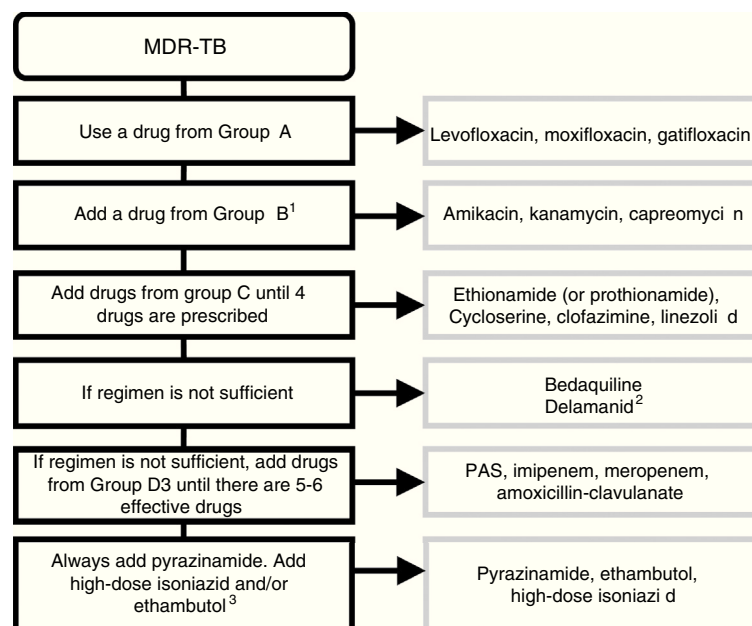 MDR-TB
Use a drug from Group A
Levofloxacin, moxifloxacin, gatifloxacin
Add a drug from Group B¹
Amikacin, kanamycin, capreomyci n
Add drugs from group C until 4
drugs are prescribed
Ethionamide (or prothionamide),
Cycloserine, clofazimine, linezoli d
If regimen is not sufficient
Bedaquiline
Delamanid²
If regimen is not sufficient, add drugs
from Group D3 until there are 5-6
effective drugs
PAS, imipenem, meropenem,
amoxicillin-clavulanate
Always add pyrazinamide. Add
high-dose isoniazid and/or
ethambutol³
Pyrazinamide, ethambutol,
high-dose isoniazi d